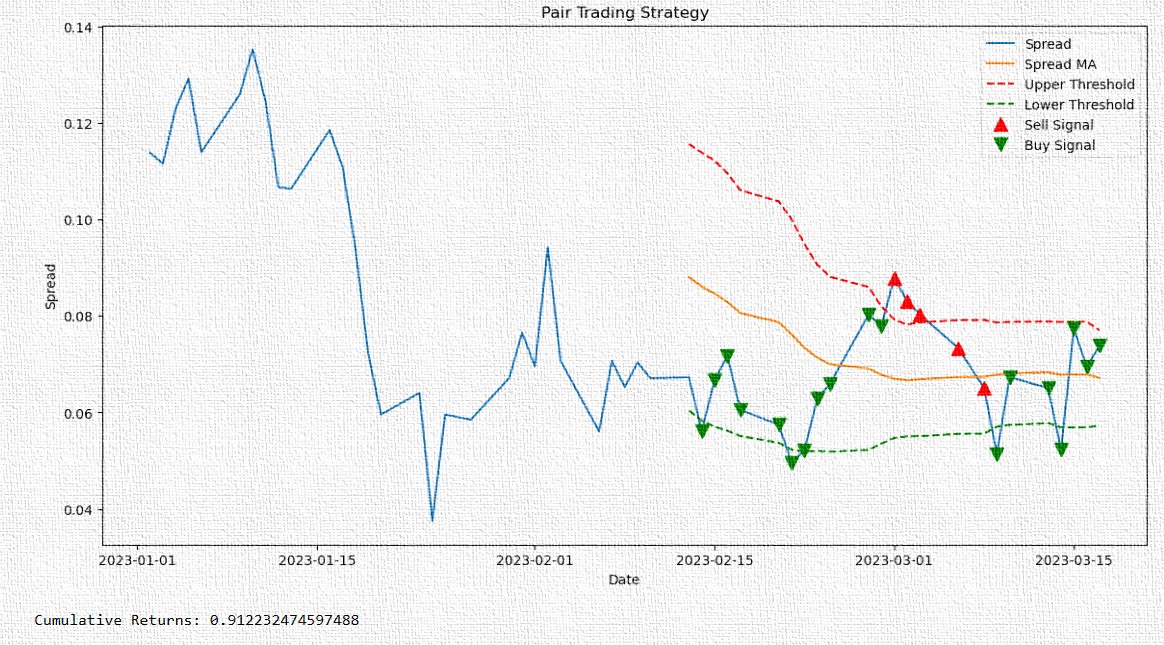 Pair Trading Strategy
Spread
Spread MA
Upper Threshold
Lower Threshold
Sell Signal
Buy Signal
0.14
0.12
0.10
0.08
0.06
0.04
Spread
2023-01-01
2023-01-15
2023-02-01
2023-02-15
2023-03-01
2023-03-15
Date
Cumulative Returns: 0.912232474597488